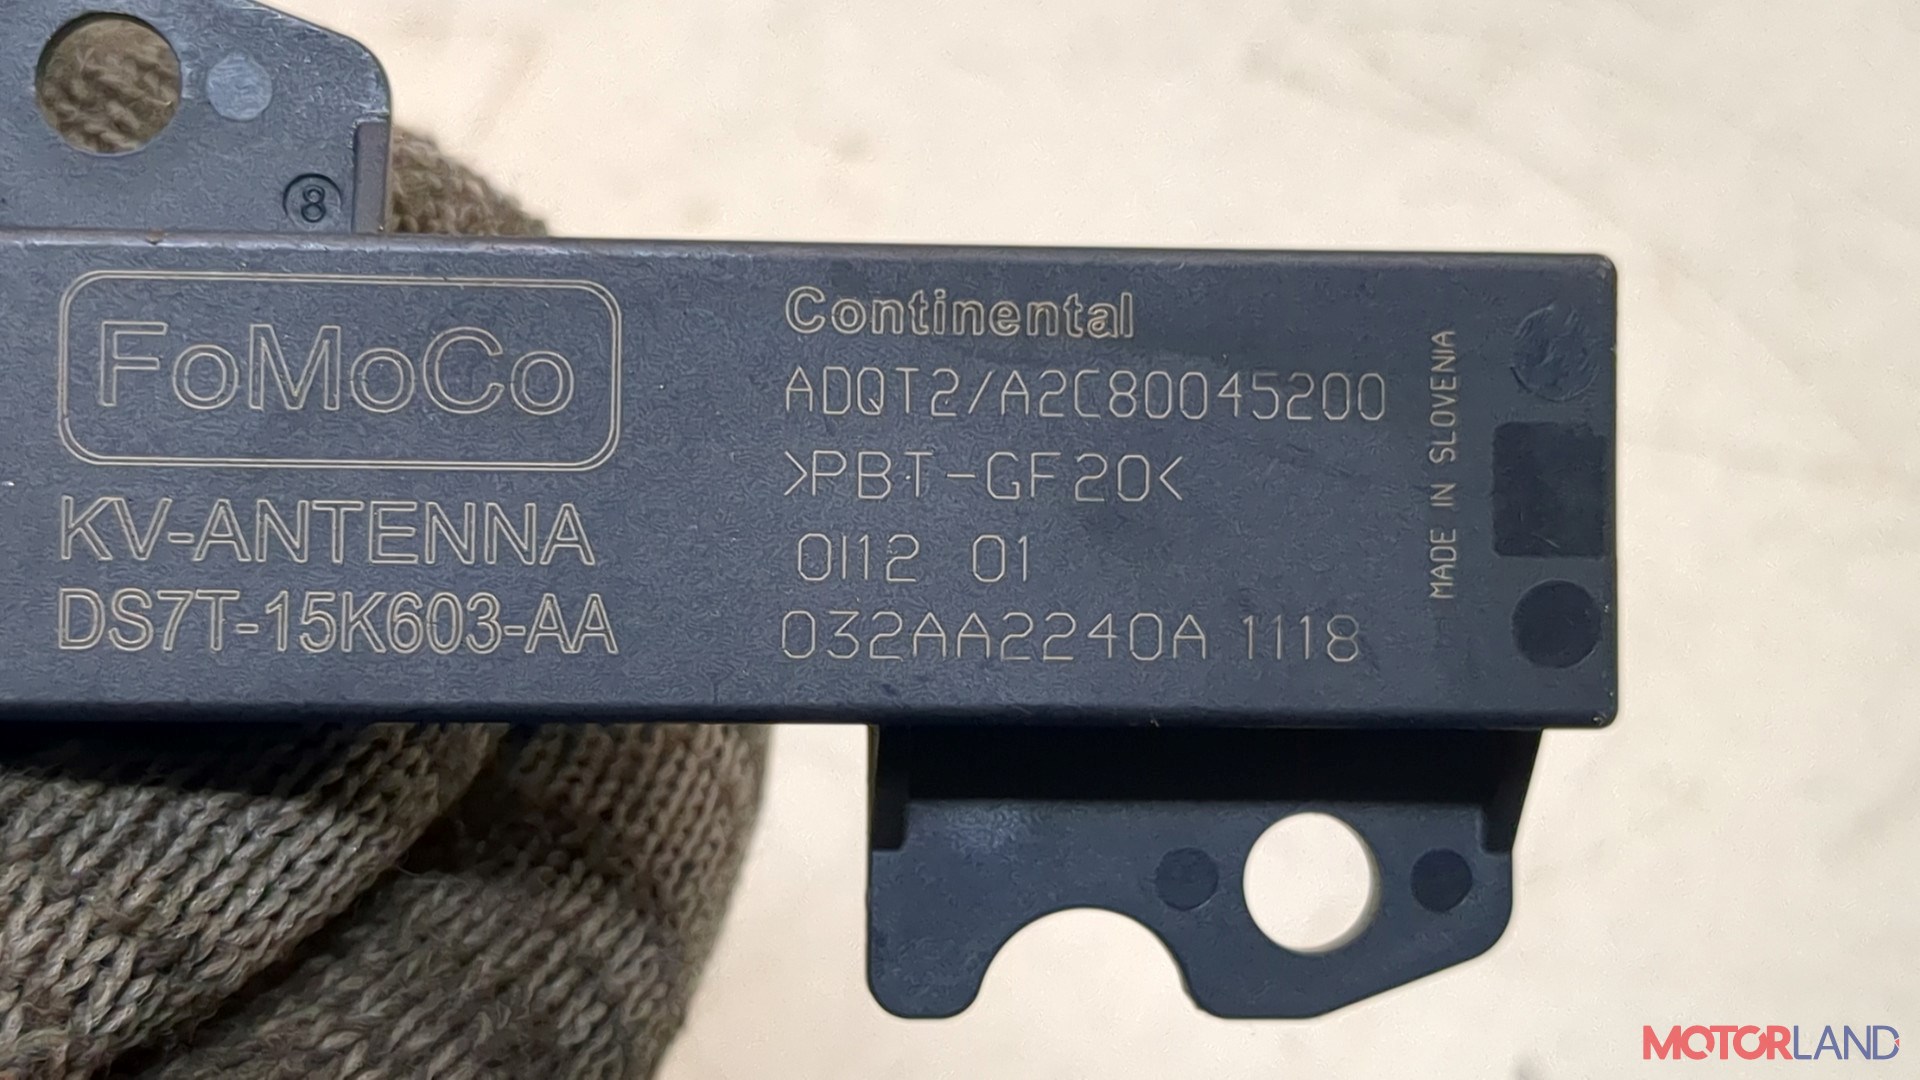 8
FoMoCo
KV-ANTENNA
DS7T-15K603-AA
Continental
ADQT2/A2C80045200
>PBT-GF20<
0112 01
032AA2240A 1118
MADE IN SLOVENIA
MOTORLAND